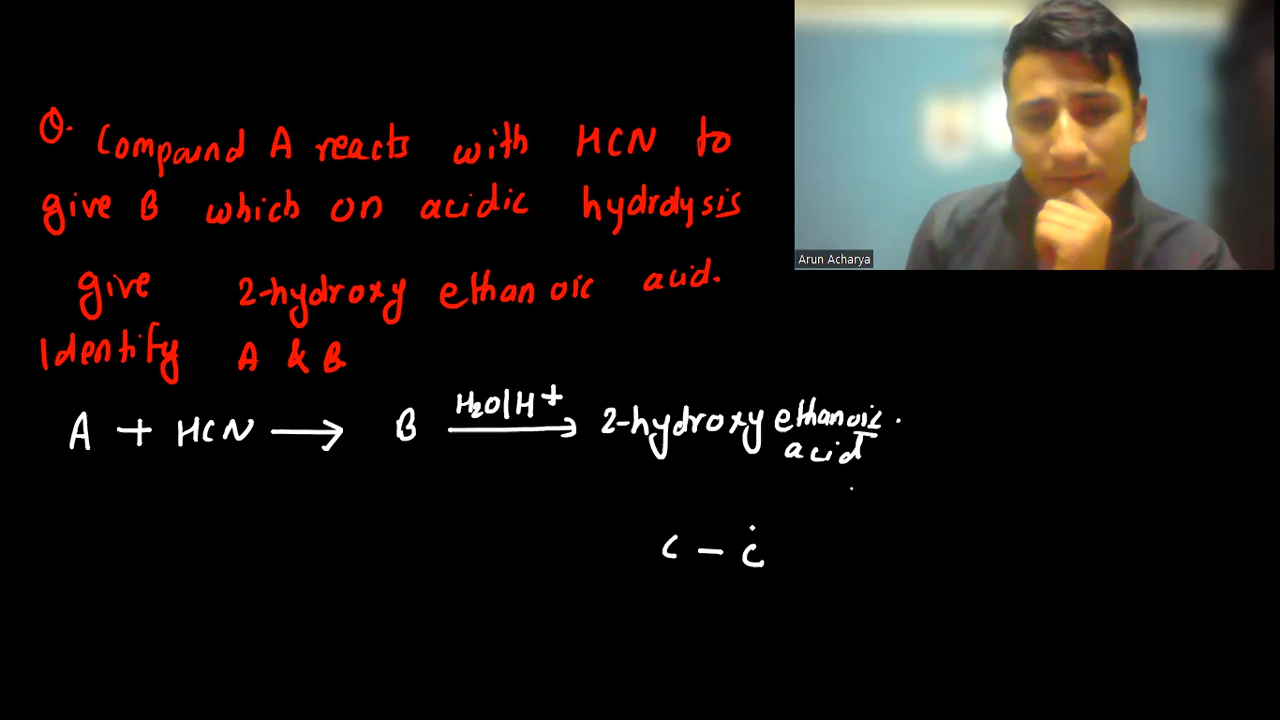 Q. Compound A reacts with HCN to
give B which on acidic hydrolysis
give 2-hydroxy ethanoic acid.
Identify A & B
A + HCN → B H2O/H+ → 2-hydroxy ethanoic acid
C - C
Arun Acharya